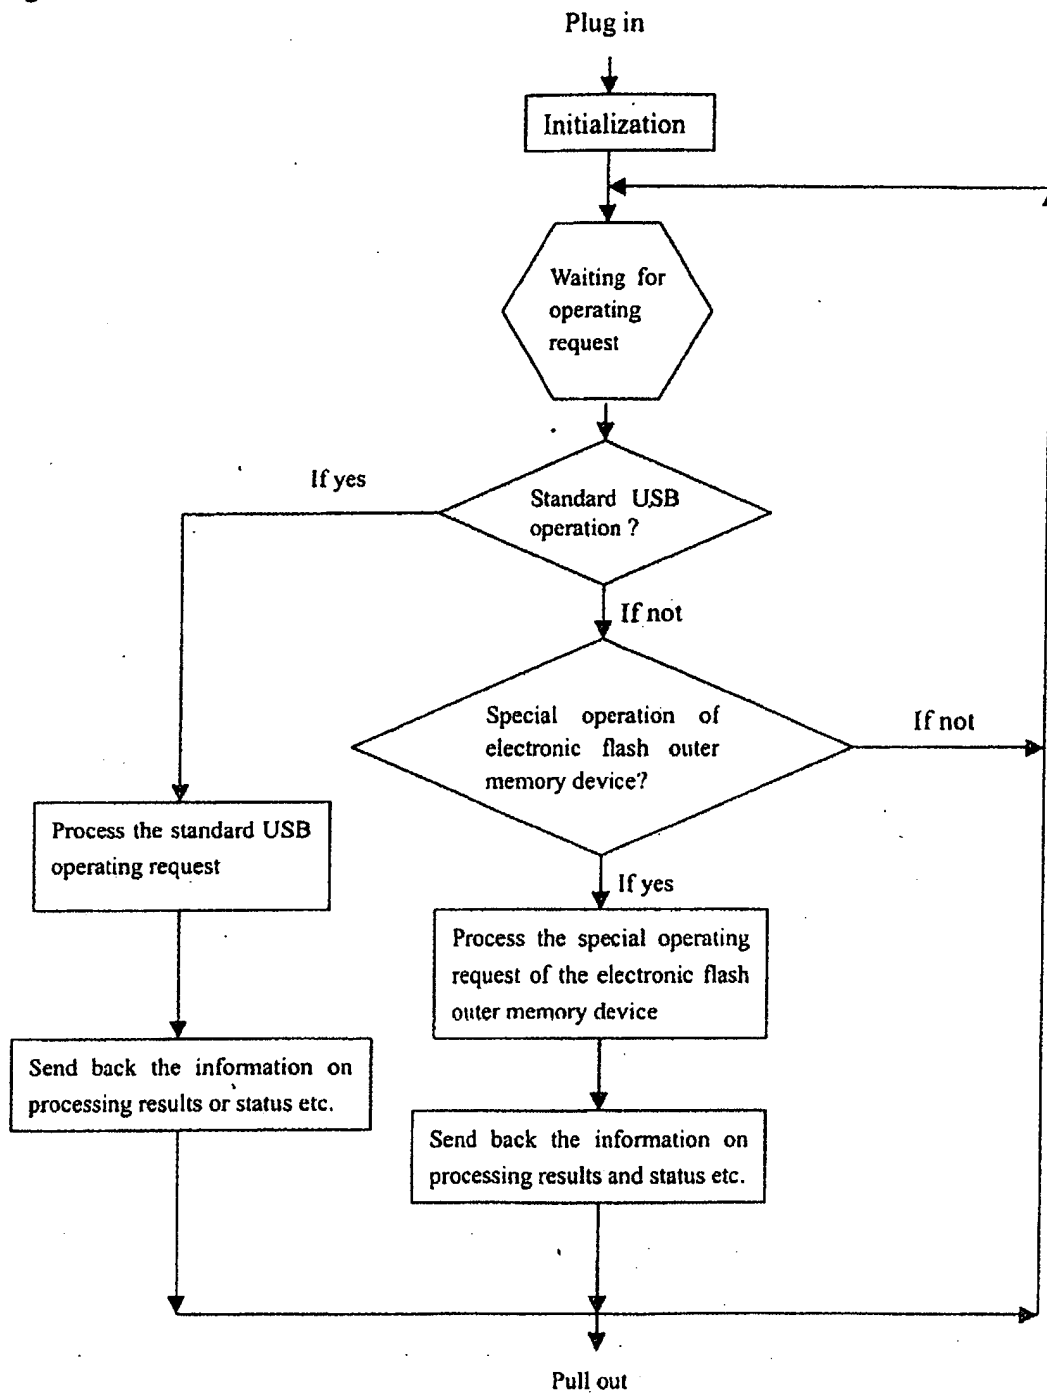 Plug in
Initialization
Waiting for
operating
request
If yes
Standard USB
operation ?
If not
Special operation of
electronic flash outer
memory device?
If not
Process the standard USB
operating request
If yes
Process the special operating
request of the electronic flash
outer memory device
Send back the information on
processing results or status etc.
Send back the information on
processing results and status etc.
Pull out